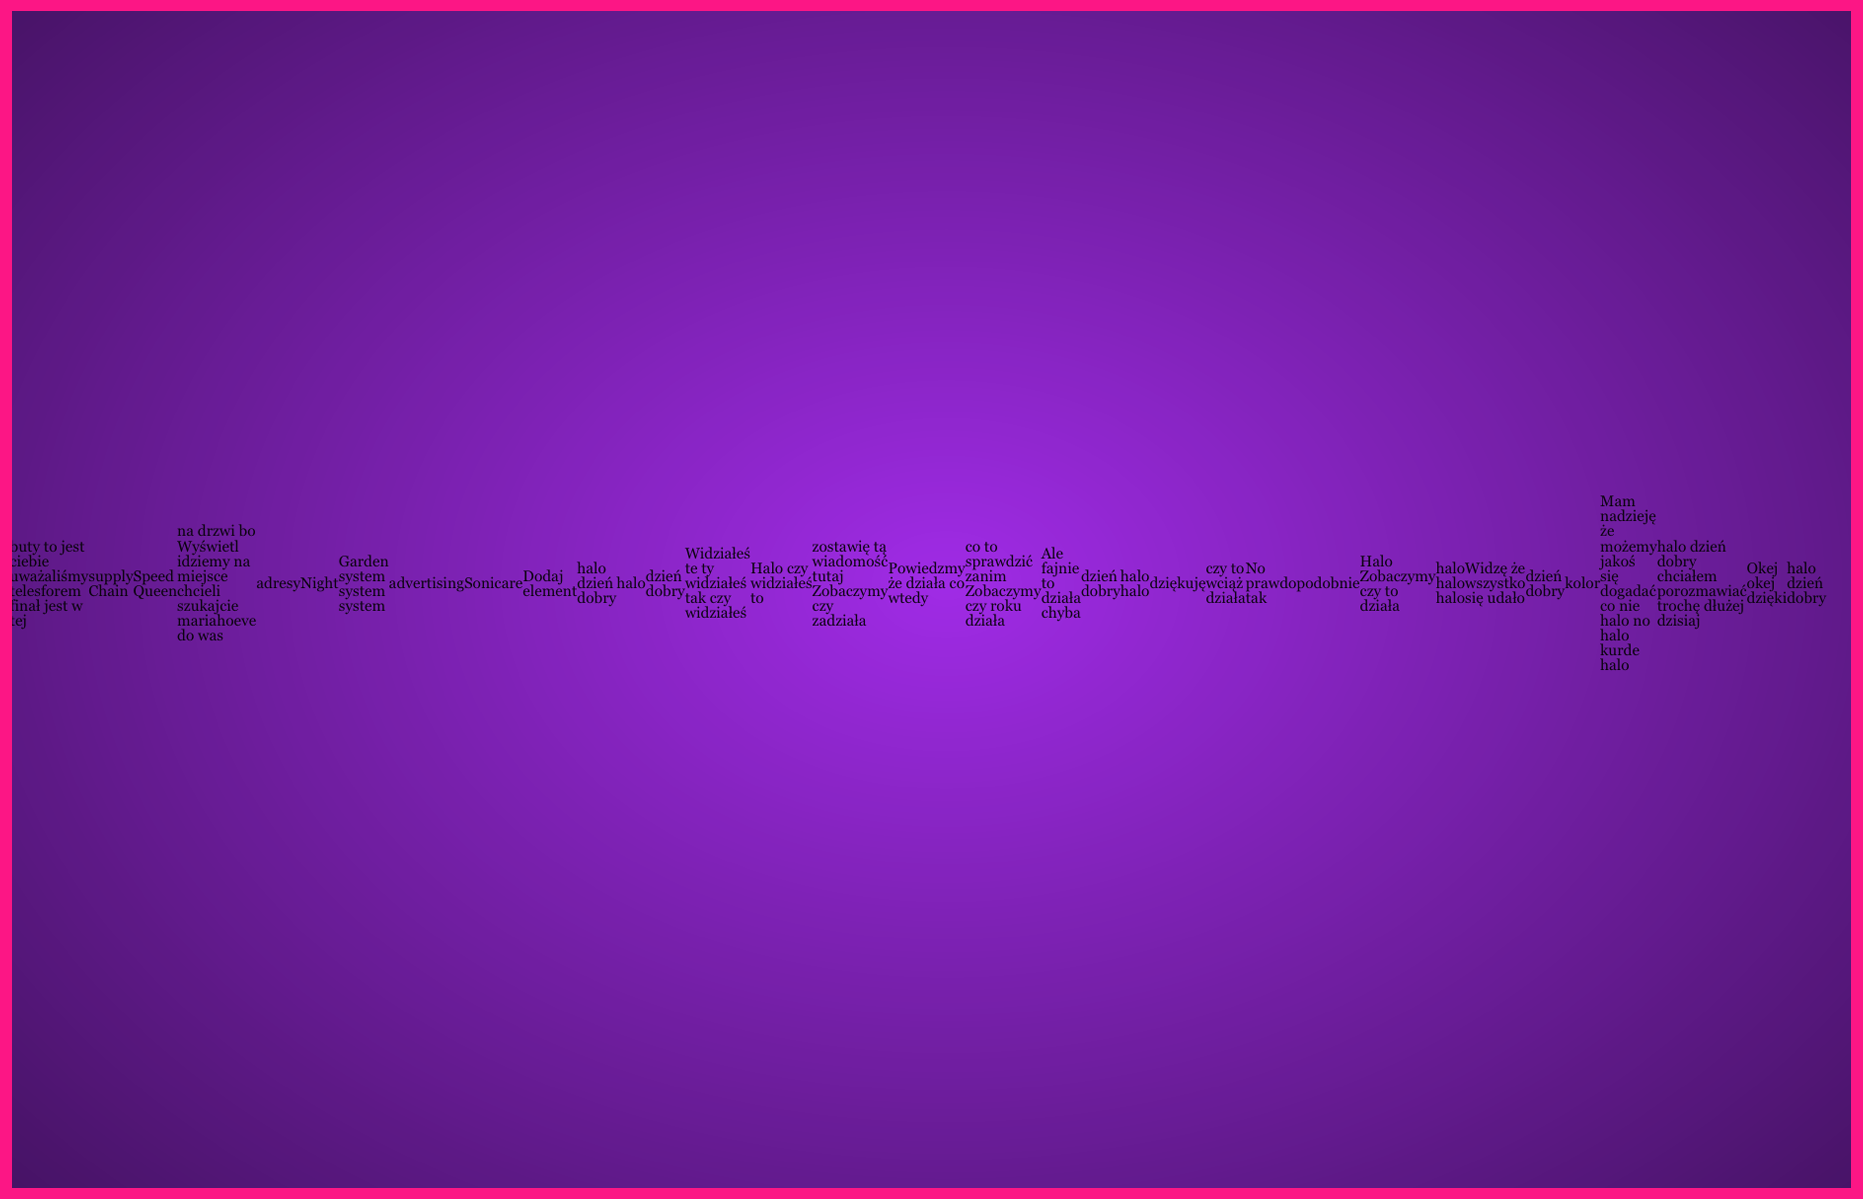 buty to jest
ciebie
uważaliśmy
telesforem
finał jest w
tej
supply
Chain
Speed
Queen
na drzwi bo
Wyświetl
idziemy na
miejsce
chcieli
szukajcie
mariahoeve
do was
adresy
Night
Garden
system
system
system
advertising
Sonicare
Dodaj
element
halo
dzień
dobry
halo
dzień
dobry
Widziałeś
te ty
widziałeś
tak czy
widziałeś
Halo czy
widziałeś
to
zostawię tą
wiadomość
tutaj
Zobaczymy
czy
zadziała
Powiedzmy
że działa co
wtedy
co to
sprawdzić
zanim
Zobaczymy
czy roku
działa
Ale
fajnie
to
działa
chyba
dzień
dobry
halo
halo
dziękuję
czy to
wciąż
działa
No
prawdopodobnie
tak
Halo
Zobaczymy
czy to
działa
halo
halo
halo
Widzę że
wszystko
się udało
dzień
dobry
kolor
Mam
nadzieję
że
możemy
jakoś
się
dogadać
co nie
halo no
halo
kurde
halo
halo dzień
dobry
chciałem
porozmawiać
trochę dłużej
dzisiaj
Okej
okej
dzięki
halo
dzień
dobry